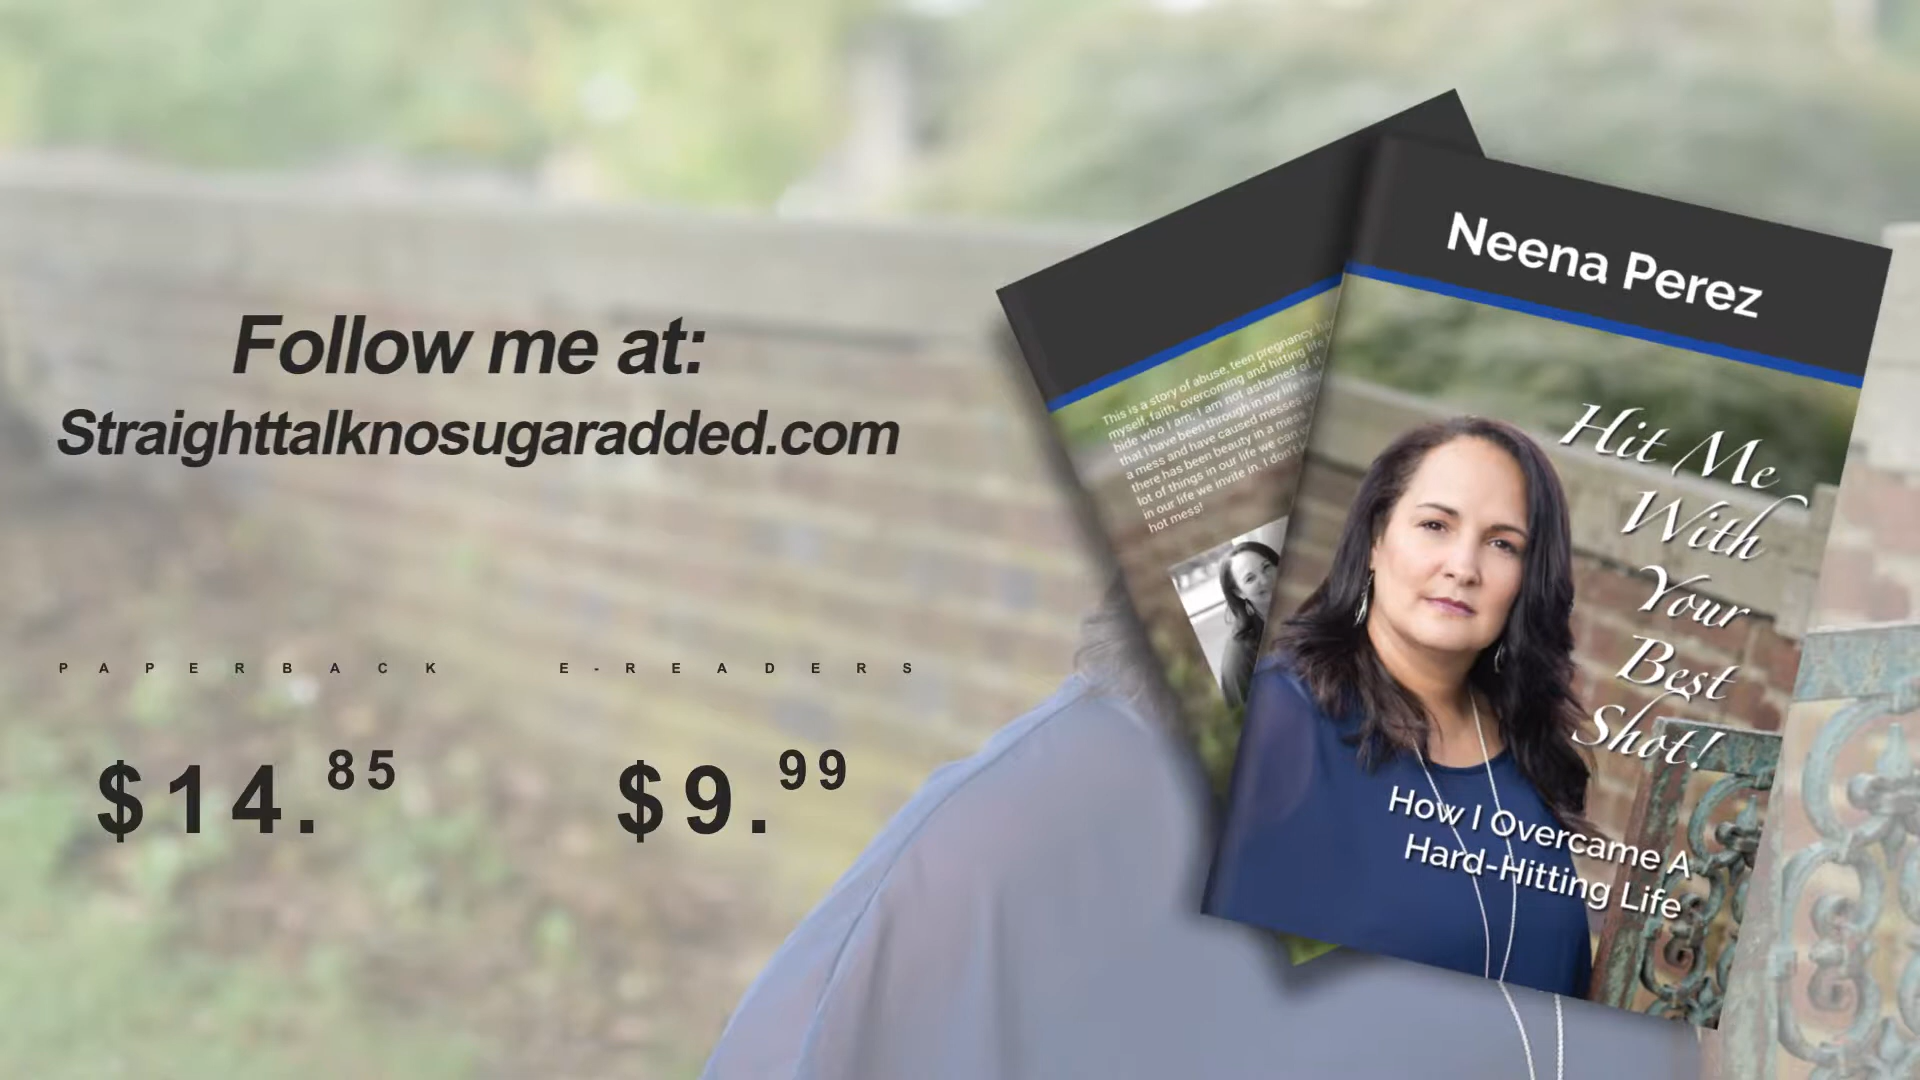 Follow me at:
Straighttalknosugaradded.com
PAPERBACK
E-READERS
$14.85
$9.99
This is a story of abuse, teen pregnancy,
myself, faith, overcoming and hitting life
hide who I am. I am not ashamed of it.
that I have been through in my life
a mess and have caused messes in
there has been beauty in a mess.
lot of things in our life we can
in our life we invite in. I don't
hot mess!
Neena Perez
Hit Me
With
Your
Best
Shot!
How I Overcame A
Hard-Hitting Life